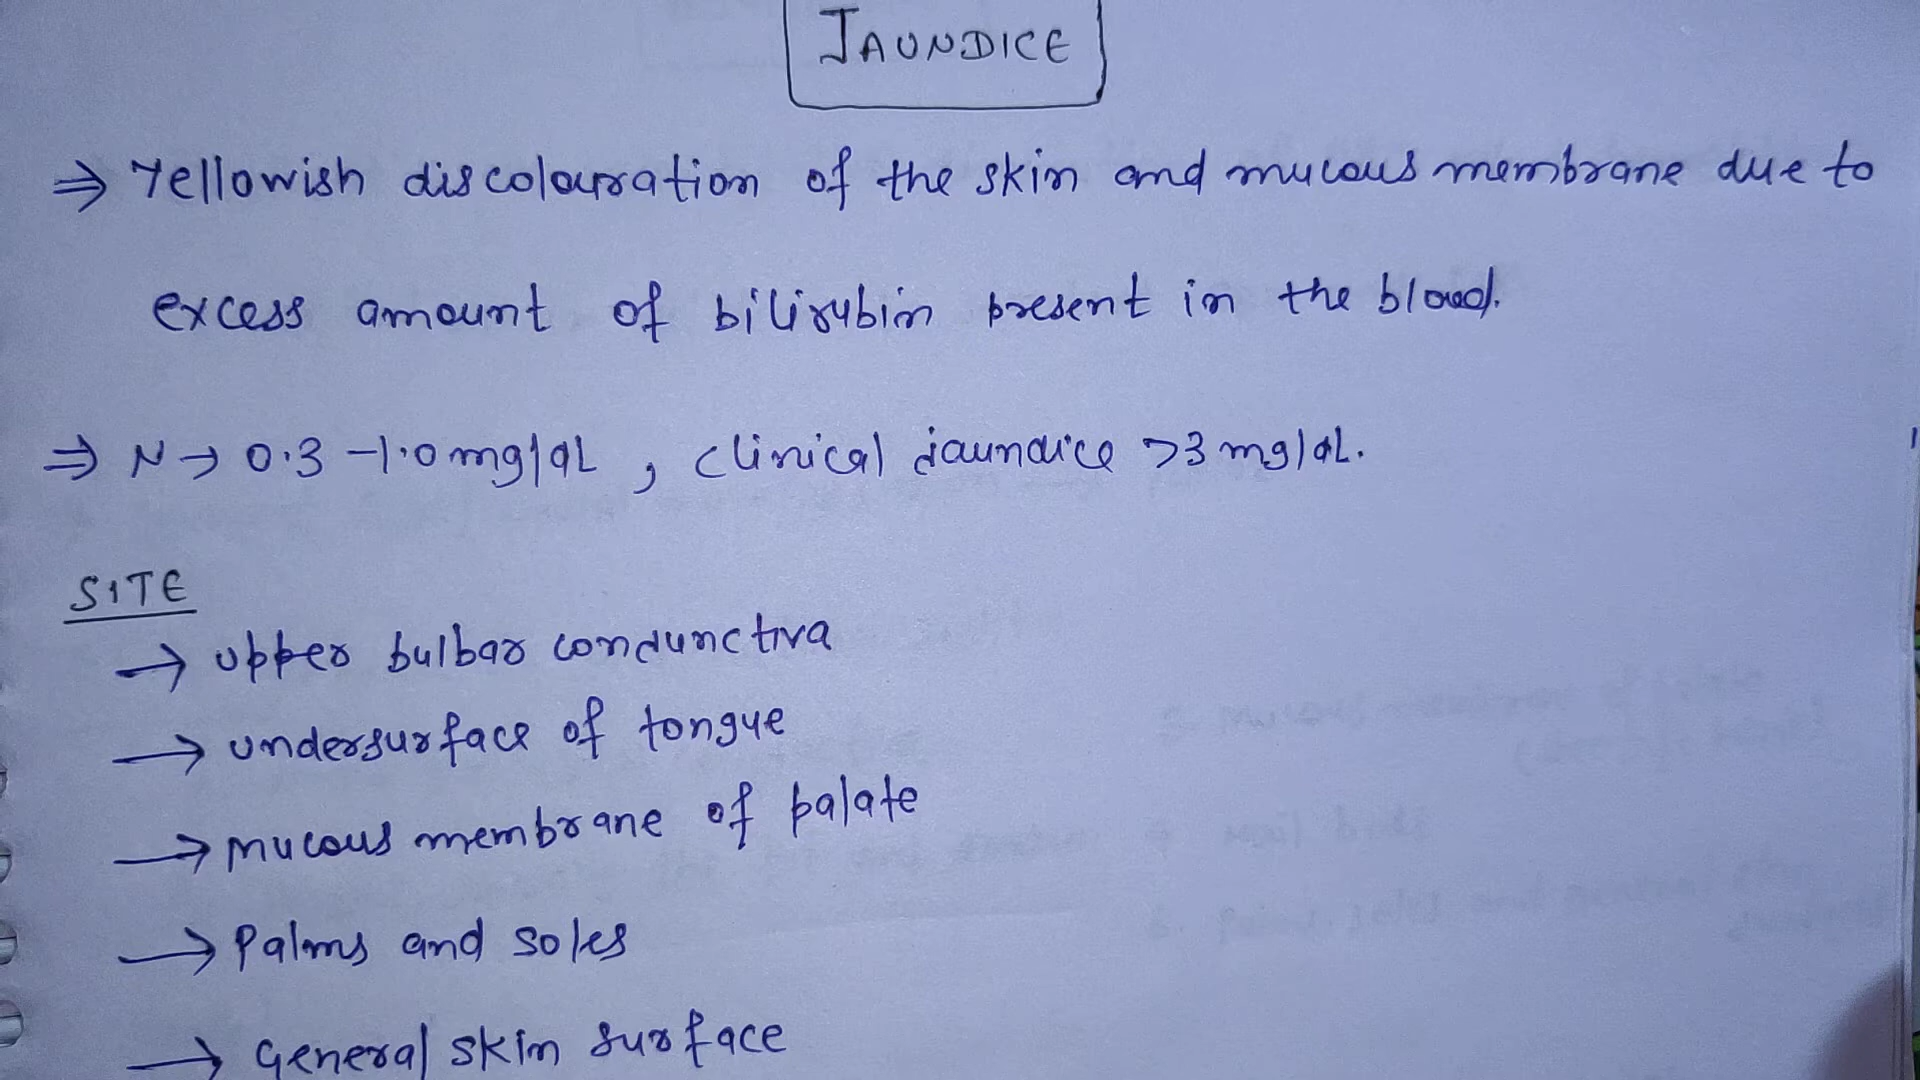 JAUNDICE
⇒ Yellowish discolouration of the skin and mucous membrane due to
excess amount of bilirubin present in the blood.
⇒ N → 0.3 - 1.0 mg/dL , clinical jaundice >3 mg/dL.
SITE
→ upper bulbar conjunctiva
→ undersurface of tongue
→ mucous membrane of palate
→ Palms and soles
→ General skin surface